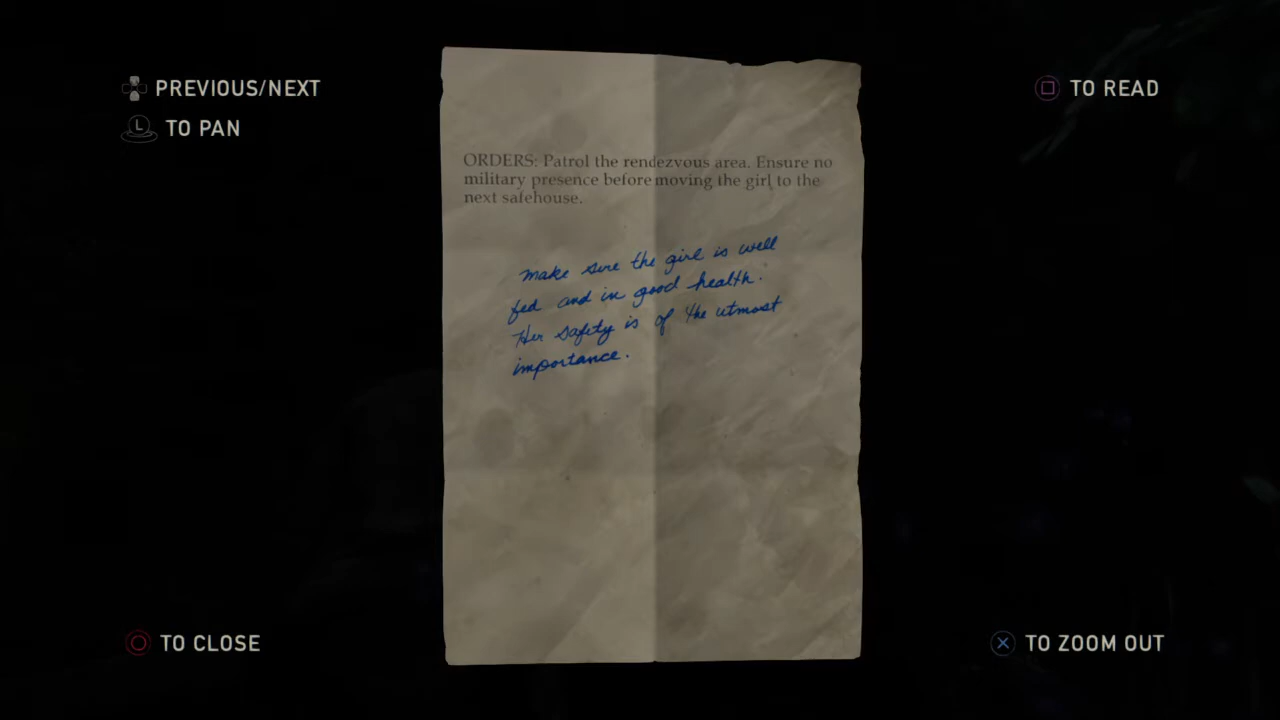 PREVIOUS/NEXT
L TO PAN
TO READ
ORDERS: Patrol the rendezvous area. Ensure no
military presence before moving the girl to the
next safehouse.
Make sure the girl is well
fed and in good health.
Her safety is of the utmost
importance.
TO CLOSE
TO ZOOM OUT